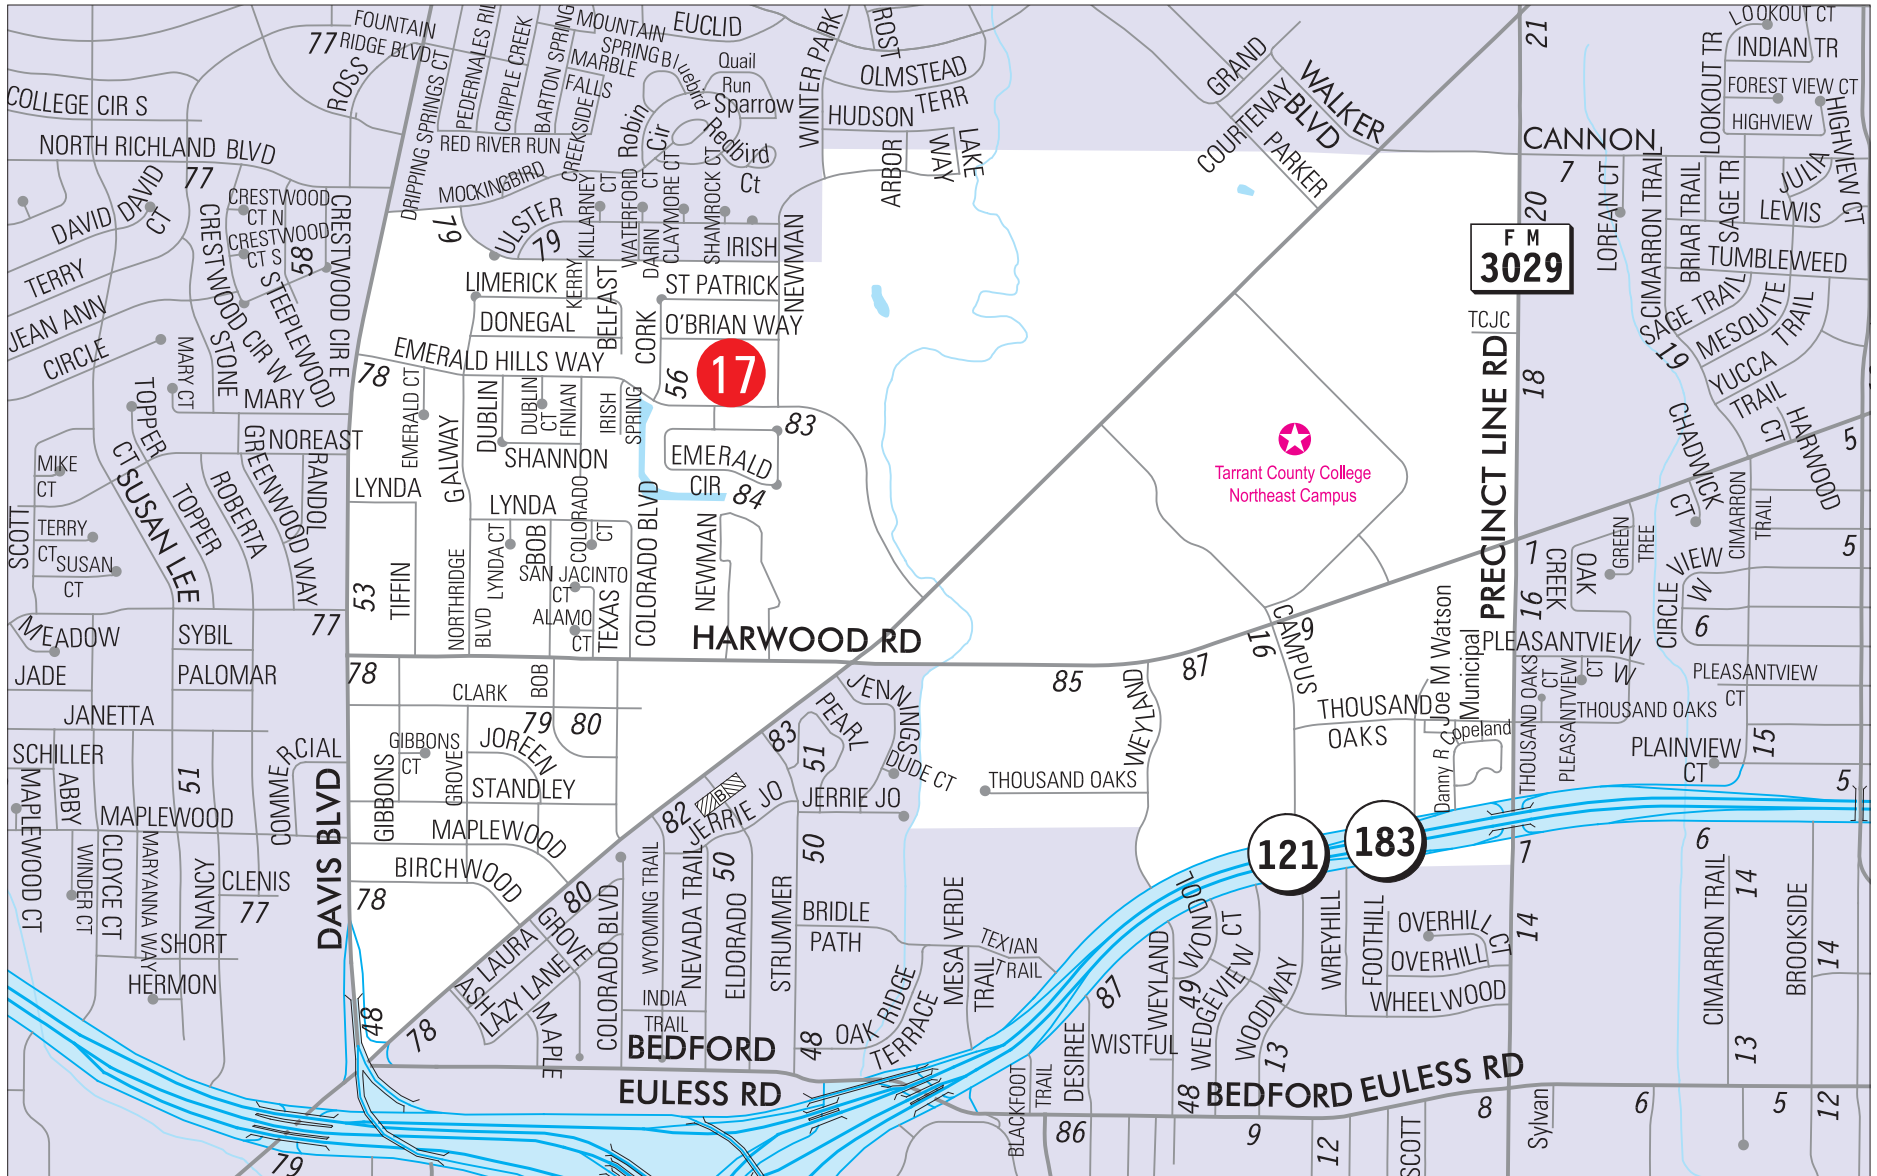 FOUNTAIN
RIDGE BLVD
77
ROSS
DRIPPING SPRINGS CT
PEDERNALES
CRIPPLE CREEK
BARTON SPRING
MOUNTAIN
SPRING
MARBLE
FALLS
CREEKSIDE
EUCLID
Bluebird
Quail
Run
Sparrow
Robin
Cir
Redbird
Ct
WINTER PARK
ROST
OLMSTEAD
TERR
HUDSON
ARBOR
WAY
LAKE
GRAND
COURTENAY
PARKER
WALKER
BLVD
21
CANNON
7
20
LOOKOUT CT
INDIAN TR
LOOKOUT TR
FOREST VIEW CT
HIGHVIEW
HIGHVIEW CT
JULIA
LEWIS
SAGE TR
BRIAR TRAIL
CIMARRON TRAIL
LOREAN CT
TUMBLEWEED
COLLEGE CIR S
NORTH RICHLAND BLVD
77
DAVID
DAVID
CT
TERRY
JEAN ANN
CIRCLE
CRESTWOOD
CT N
CRESTWOOD
CT S
58
CRESTWOOD CIR E
CRESTWOOD CIR W
STEEPLEWOOD
STONE
MARY CT
MARY
RED RIVER RUN
MOCKINGBIRD
79
ULSTER
79
KILLARNEY
CT
WATERFORD
CT
DARIN
CLAYMORE CT
SHAMROCK CT
IRISH
NEWMAN
LIMERICK
KERRY
BELFAST
ST PATRICK
DONEGAL
CORK
O'BRIAN WAY
EMERALD HILLS WAY
78
56
17
83
EMERALD CT
GALWAY
DUBLIN
DUBLIN
CT
FINIAN
IRISH
SPRING
SHANNON
EMERALD
CIR
84
F M
3029
TCJC
PRECINCT LINE RD
18
SAGE TRAIL
19
MESQUITE
YUCCA TRAIL
TRAIL
CT
HARWOOD
5
CHADWICK
CT
CIMARRON
TRAIL
5
Tarrant County College
Northeast Campus
TOPPER
CT
NOREAST
GREENWOOD WAY
RANDOL
MIKE
CT
SUSAN LEE
TOPPER
ROBERTA
SCOTT
TERRY
CT
SUSAN
CT
LYNDA
53
TIFFIN
LYNDA
LYNDA CT
BOB
COLORADO
CT
SAN JACINTO
CT
ALAMO
CT
TEXAS
COLORADO BLVD
NEWMAN
NORTHRIDGE
BLVD
HARWOOD RD
MEADOW
SYBIL
77
JADE
PALOMAR
JANETTA
78
CLARK
BOB
79
80
85
87
WEYLAND
16
CAMPUS
9
7
16
OAK
CREEK
GREEN
TREE
CIRCLE
VIEW
W
6
PLEASANTVIEW
W
Joe M Watson
Municipal
THOUSAND
OAKS
Danny R
Copeland
THOUSAND OAKS
CT
PLEASANTVIEW
CT
PLEASANTVIEW
CT
THOUSAND OAKS
W
PLAINVIEW
CT
15
5
SCHILLER
ABBY
MAPLEWOOD CT
51
COMMERCIAL
MAPLEWOOD
GIBBONS
CT
GIBBONS
JOREEN
GROVE
STANDLEY
MAPLEWOOD
BIRCHWOOD
78
DAVIS BLVD
JENNINGS
PEARL
83
51
DUDE CT
THOUSAND OAKS
B
82
JERRIE JO
JERRIE JO
50
50
121
183
7
6
WINDER CT
CLOYCE CT
MARYANNA WAY
NANCY
CLENIS
77
SHORT
HERMON
80
GROVE
LAURA
ASH
LAZY LANE
MAPLE
COLORADO BLVD
WYOMING TRAIL
NEVADA TRAIL
ELDORADO
STRUMMER
BRIDLE
PATH
MESA VERDE
TRAIL
TEXIAN
TRAIL
OAK RIDGE
TERRACE
INDIA
TRAIL
48
78
48
BEDFORD
EULESS RD
87
WEYLAND
WONDOL
CT
49
WEDGEVIEW
WOODWAY
13
WREYHILL
FOOTHILL
OVERHILL
CT
OVERHILL
WHEELWOOD
14
CIMARRON TRAIL
14
13
BROOKSIDE
14
WISTFUL
DESIREE
BLACKFOOT
TRAIL
48
BEDFORD EULESS RD
86
9
12
SCOTT
8
Sylvan
6
5
12
79